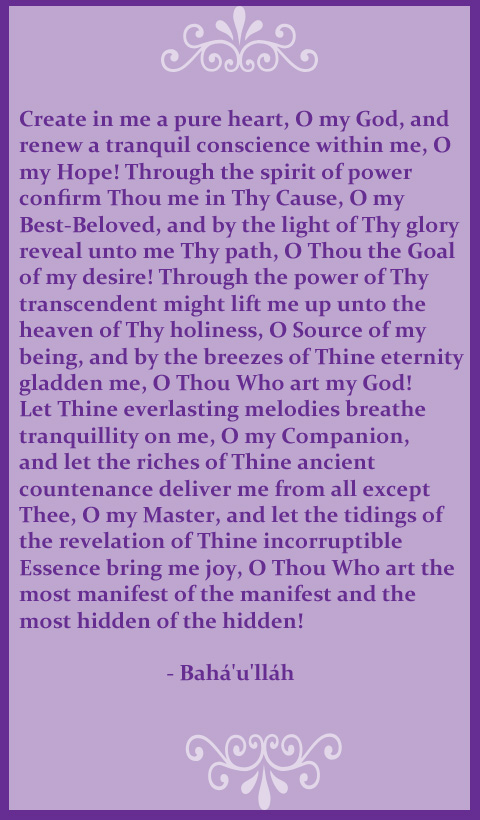 Create in me a pure heart, O my God, and
renew a tranquil conscience within me, O
my Hope! Through the spirit of power
confirm Thou me in Thy Cause, O my
Best-Beloved, and by the light of Thy glory
reveal unto me Thy path, O Thou the Goal
of my desire! Through the power of Thy
transcendent might lift me up unto the
heaven of Thy holiness, O Source of my
being, and by the breezes of Thine eternity
gladden me, O Thou Who art my God!
Let Thine everlasting melodies breathe
tranquillity on me, O my Companion,
and let the riches of Thine ancient
countenance deliver me from all except
Thee, O my Master, and let the tidings of
the revelation of Thine incorruptible
Essence bring me joy, O Thou Who art the
most manifest of the manifest and the
most hidden of the hidden!
- Bahá'u'lláh